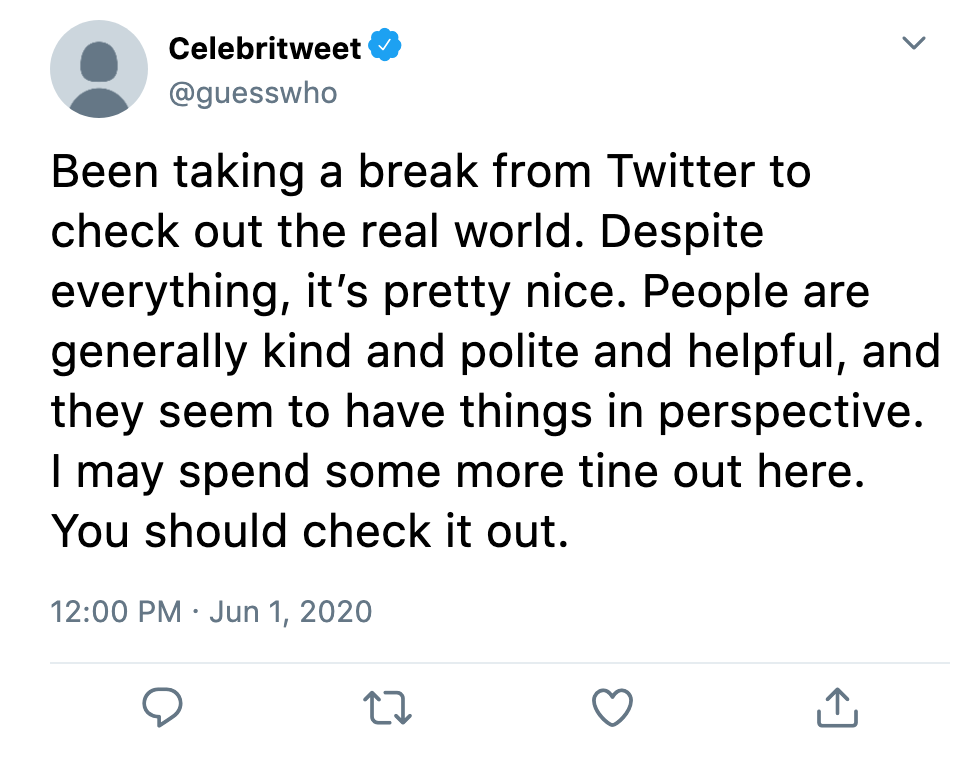 Celebritweet
@guesswho
Been taking a break from Twitter to
check out the real world. Despite
everything, it’s pretty nice. People are
generally kind and polite and helpful, and
they seem to have things in perspective.
I may spend some more tine out here.
You should check it out.
12:00 PM · Jun 1, 2020